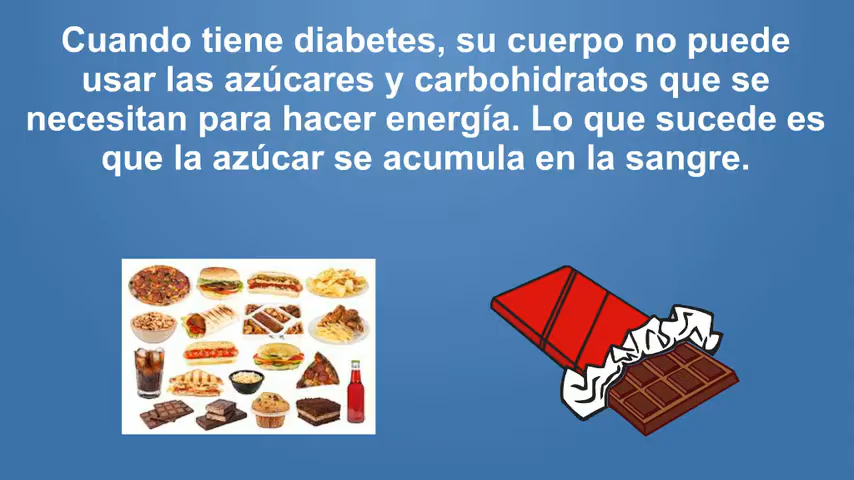 Cuando tiene diabetes, su cuerpo no puede
usar las azúcares y carbohidratos que se
necesitan para hacer energía. Lo que sucede es
que la azúcar se acumula en la sangre.